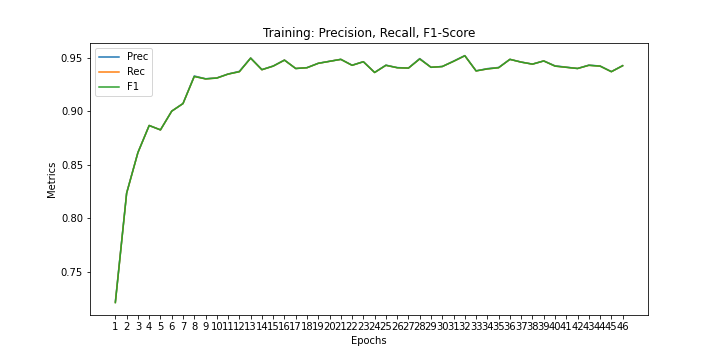 Training: Precision, Recall, F1-Score
Prec
Rec
F1
0.95
0.90
0.85
0.80
0.75
Metrics
1 2 3 4 5 6 7 8 9 10 11 12 13 14 15 16 17 18 19 20 21 22 23 24 25 26 27 28 29 30 31 32 33 34 35 36 37 38 39 40 41 42 43 44 45 46
Epochs